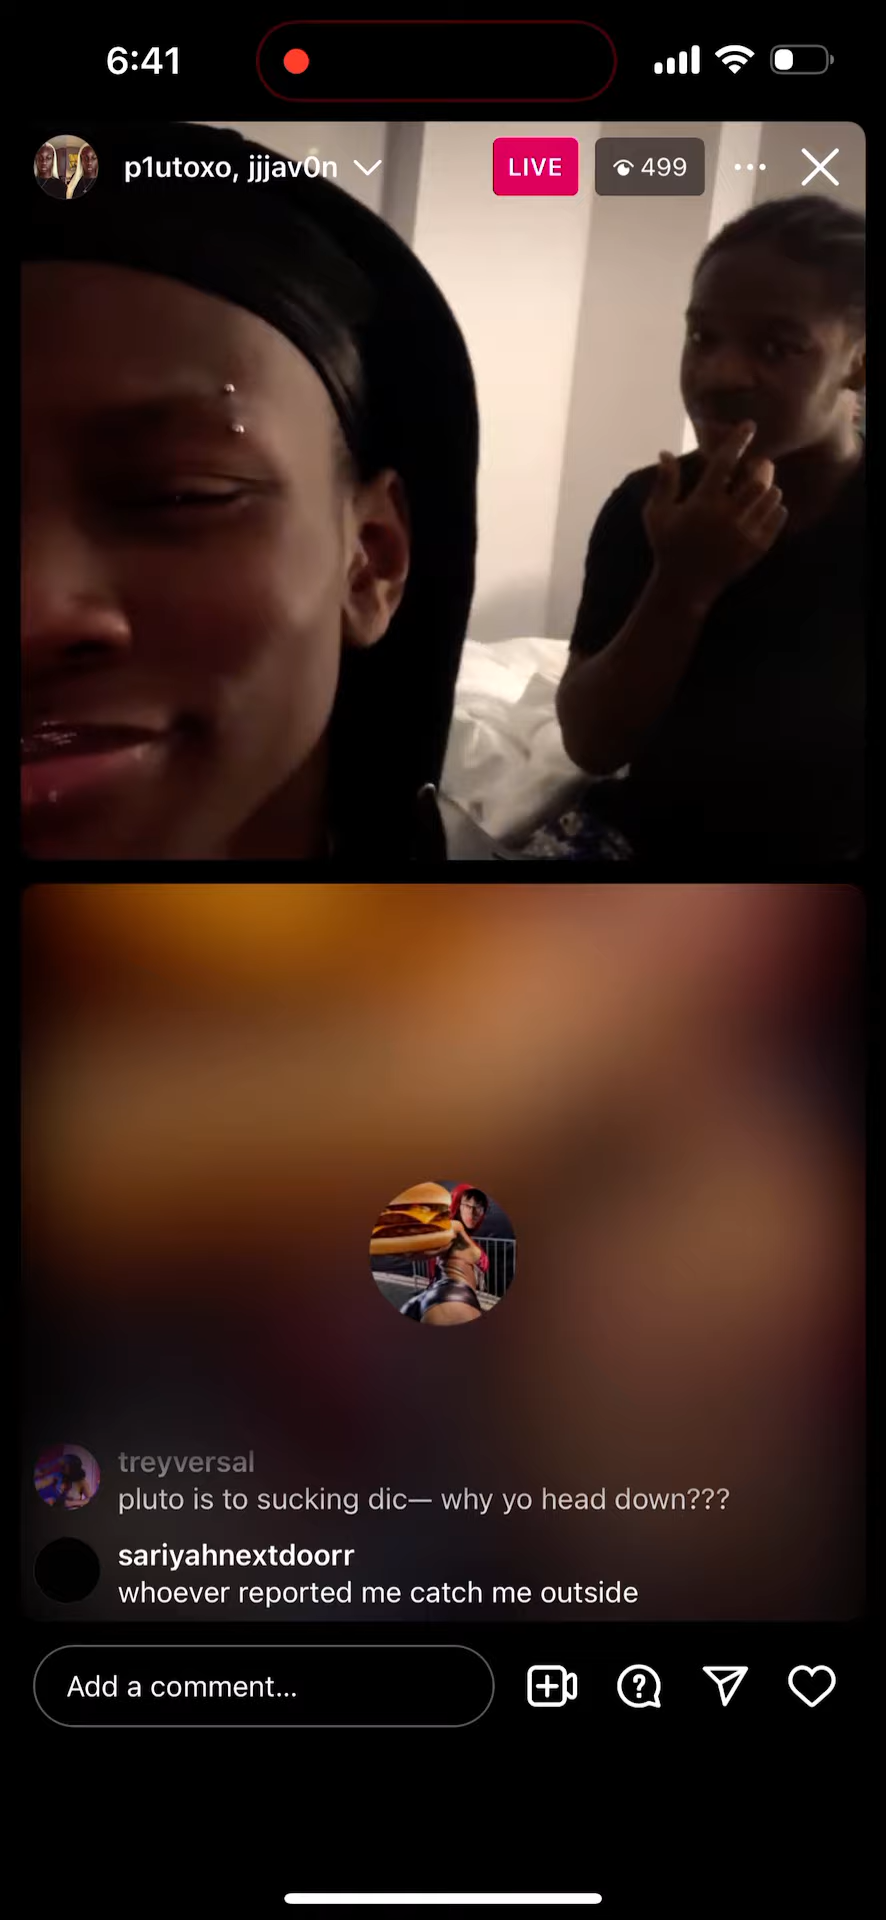 6:41
p1utoxo, jjjav0n
LIVE
499
treyversal
pluto is to sucking dic— why yo head down???
sariyahnextdoorr
whoever reported me catch me outside
Add a comment...